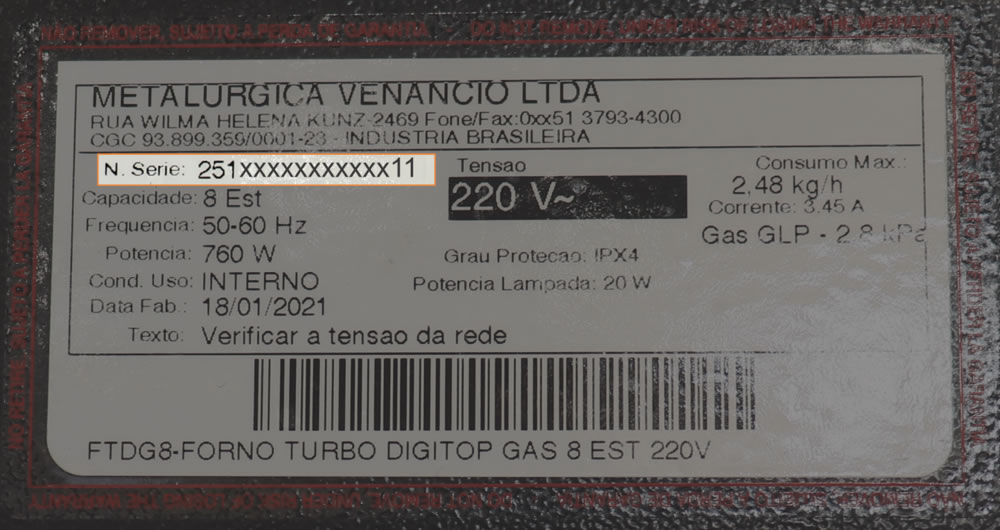 NÃO REMOVER, SUJEITO A PERDA DE GARANTIA DO NOT REMOVE, UNDER RISK OF LOSING THE WARRANTY
METALURGICA VENANCIO LTDA
RUA WILMA HELENA KUNZ-2469 Fone/Fax:0xx51 3793-4300
CGC 93.899.359/0001-23 - INDUSTRIA BRASILEIRA
N. Serie: 251xxxxxxxxxxxx11
Tensao
220 V~
Consumo Max.:
2,48 kg/h
Corrente: 3,45 A
Gas GLP - 2.8 kPa
Capacidade: 8 Est
Frequencia: 50-60 Hz
Potencia: 760 W
Grau Protecao: IPX4
Cond. Uso: INTERNO
Potencia Lampada: 20 W
Data Fab.: 18/01/2021
Texto: Verificar a tensao da rede
FTDG8-FORNO TURBO DIGITOP GAS 8 EST 220V